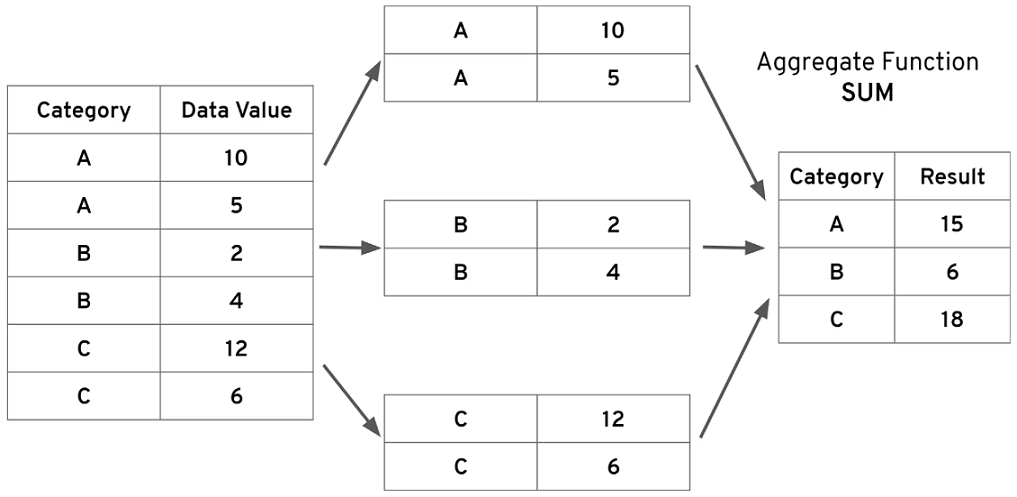 Category Data Value
A 10
A 5
B 2
B 4
C 12
C 6
A 10
A 5
B 2
B 4
C 12
C 6
Aggregate Function
SUM
Category Result
A 15
B 6
C 18